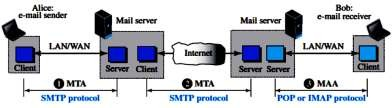 Alice:
e-mail sender
Mail server
Mail server
Bob:
e-mail receiver
LAN/WAN
Internet
LAN/WAN
Client
Server
Client
Server
Server
Client
1 MTA
2 MTA
3 MAA
SMTP protocol
SMTP protocol
POP or IMAP protocol